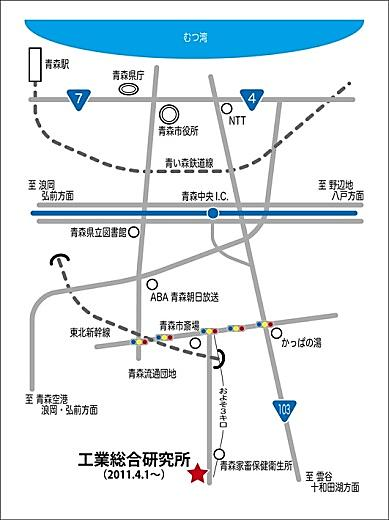 むつ湾
青森駅
青森県庁
7
4
青森市役所
NTT
青い森鉄道線
至 浪岡
弘前方面
青森中央I.C.
至 野辺地
八戸方面
青森県立図書館
ABA 青森朝日放送
東北新幹線
青森市斎場
かっぱの湯
青森流通団地
およそ3キロ
至 青森空港
浪岡・弘前方面
103
工業総合研究所
(2011.4.1〜)
青森家畜保健衛生所
至 雲谷
十和田湖方面